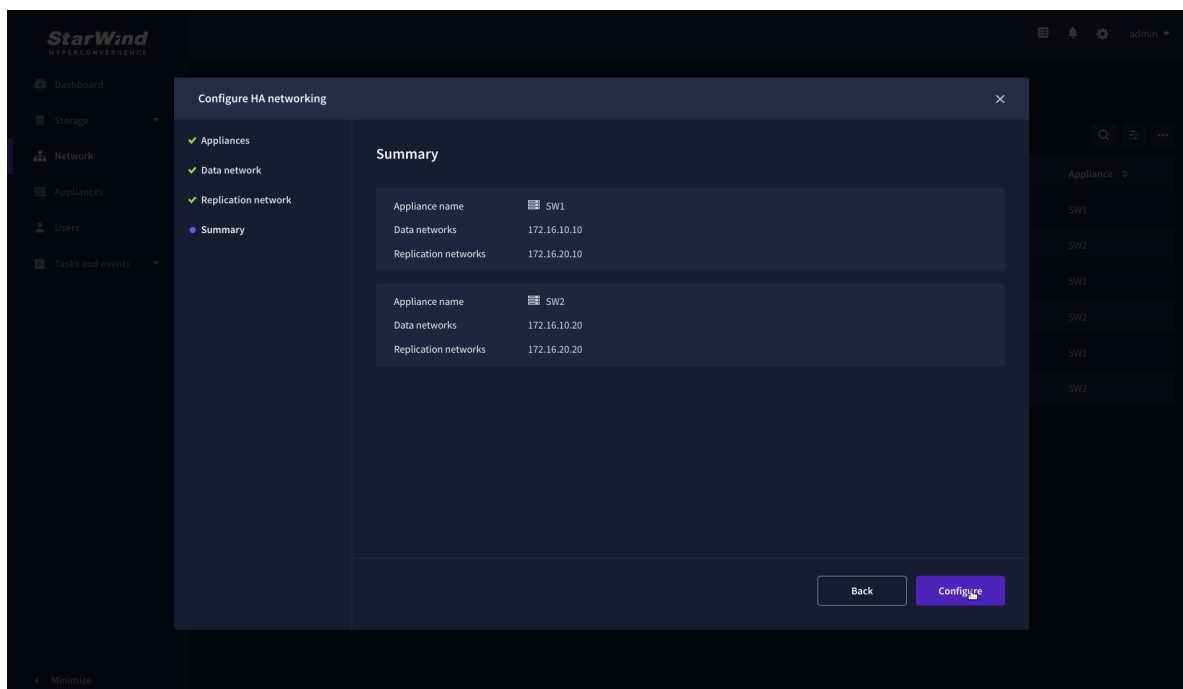 StarWind
HYPERCONVERGENCE
admin
Dashboard
Storage
Network
Appliances
Users
Tasks and events
Minimize
Configure HA networking
Appliances
Data network
Replication network
Summary
Summary
Appliance name SW1
Data networks 172.16.10.10
Replication networks 172.16.20.10
Appliance name SW2
Data networks 172.16.10.20
Replication networks 172.16.20.20
Back Configure
Appliance
SW1
SW2
SW1
SW2
SW1
SW2